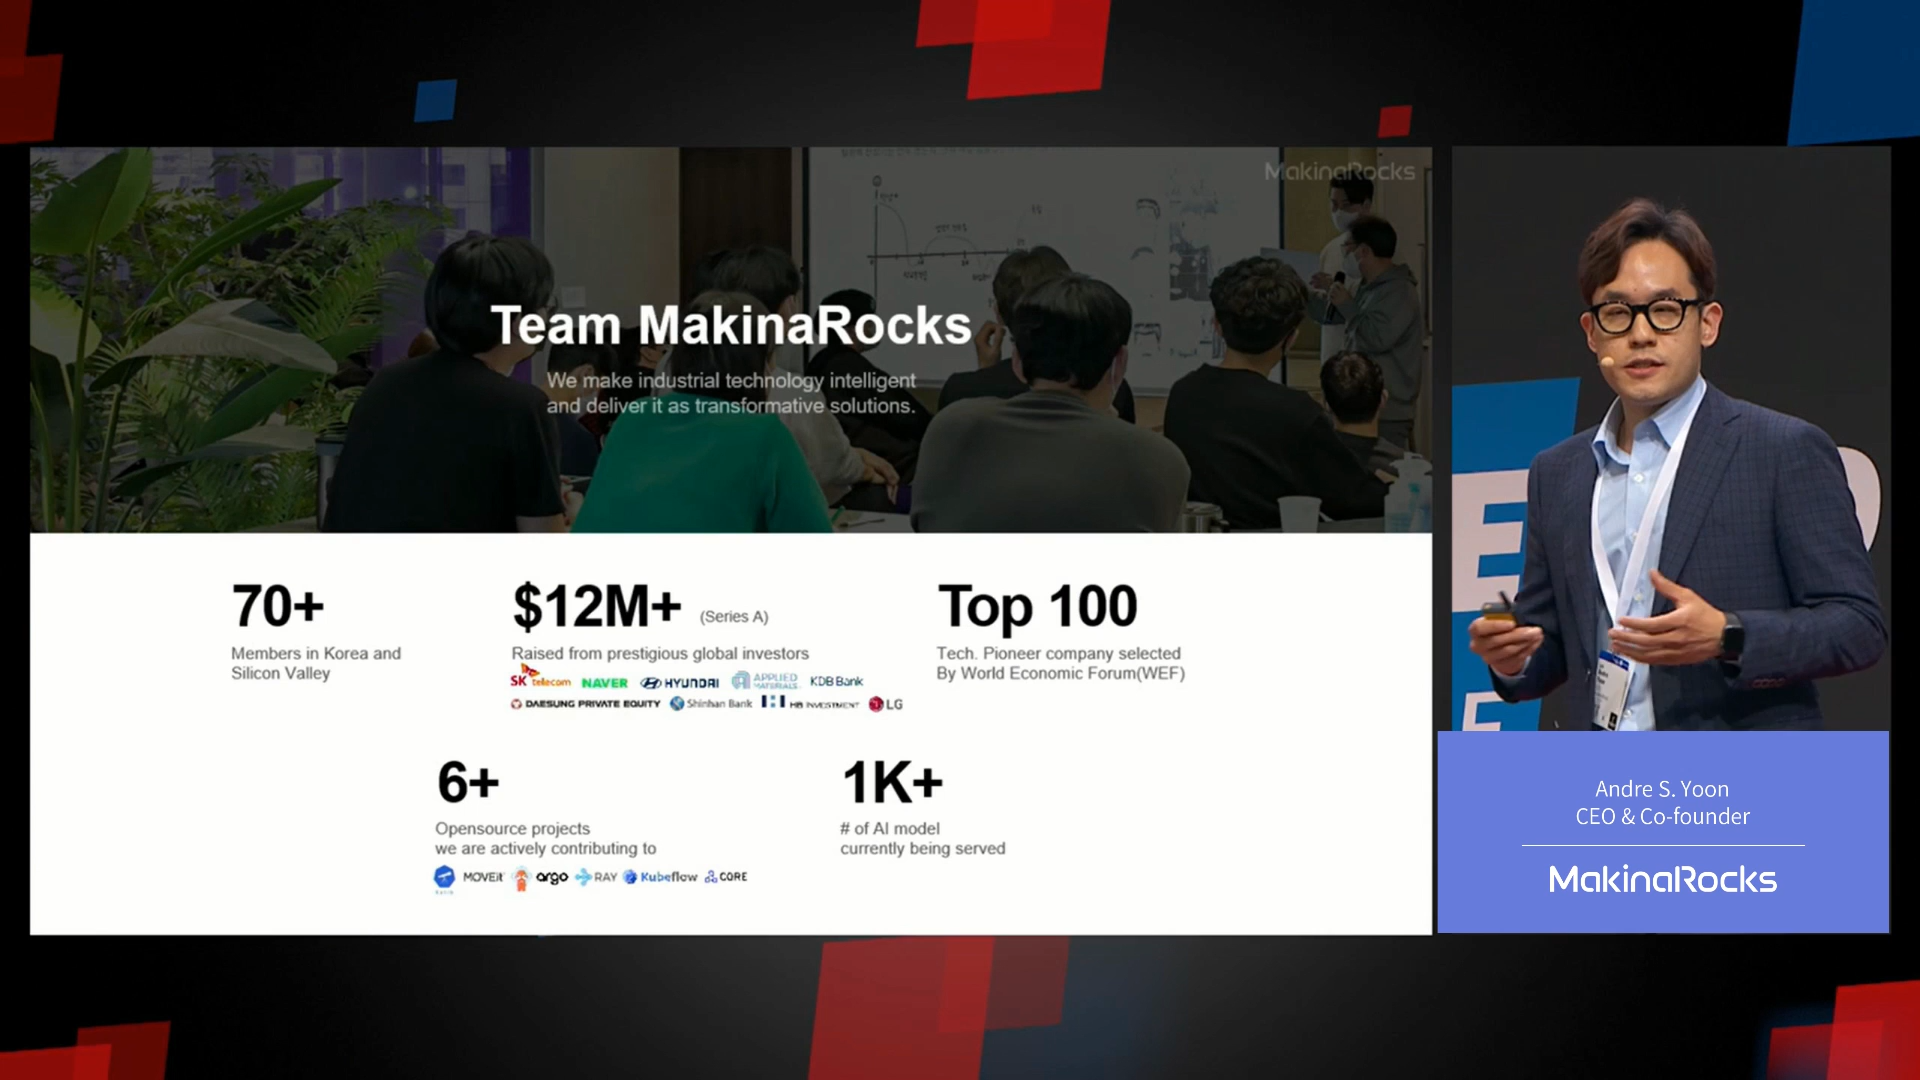 MakinaRocks
Team MakinaRocks
We make industrial technology intelligent
and deliver it as transformative solutions.
70+
Members in Korea and
Silicon Valley
$12M+ (Series A)
Raised from prestigious global investors
SK telecom NAVER HYUNDAI APPLIED MATERIALS KDB Bank
DAESUNG PRIVATE EQUITY Shinhan Bank HB INVESTMENT LG
Top 100
Tech. Pioneer company selected
By World Economic Forum(WEF)
6+
Opensource projects
we are actively contributing to
MOVEit argo RAY Kubeflow CORE
1K+
# of AI model
currently being served
E
E
Andre S. Yoon
CEO & Co-founder
MakinaRocks